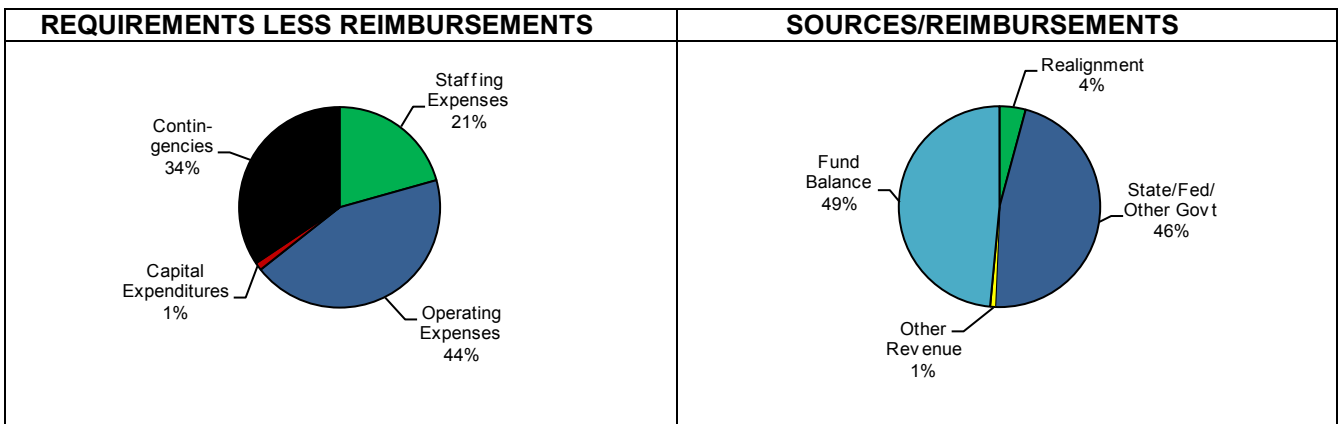 REQUIREMENTS LESS REIMBURSEMENTS
Staffing
Expenses
21%
Contin-
gencies
34%
Capital
Expenditures
1%
Operating
Expenses
44%
SOURCES/REIMBURSEMENTS
Realignment
4%
Fund
Balance
49%
State/Fed/
Other Govt
46%
Other
Revenue
1%